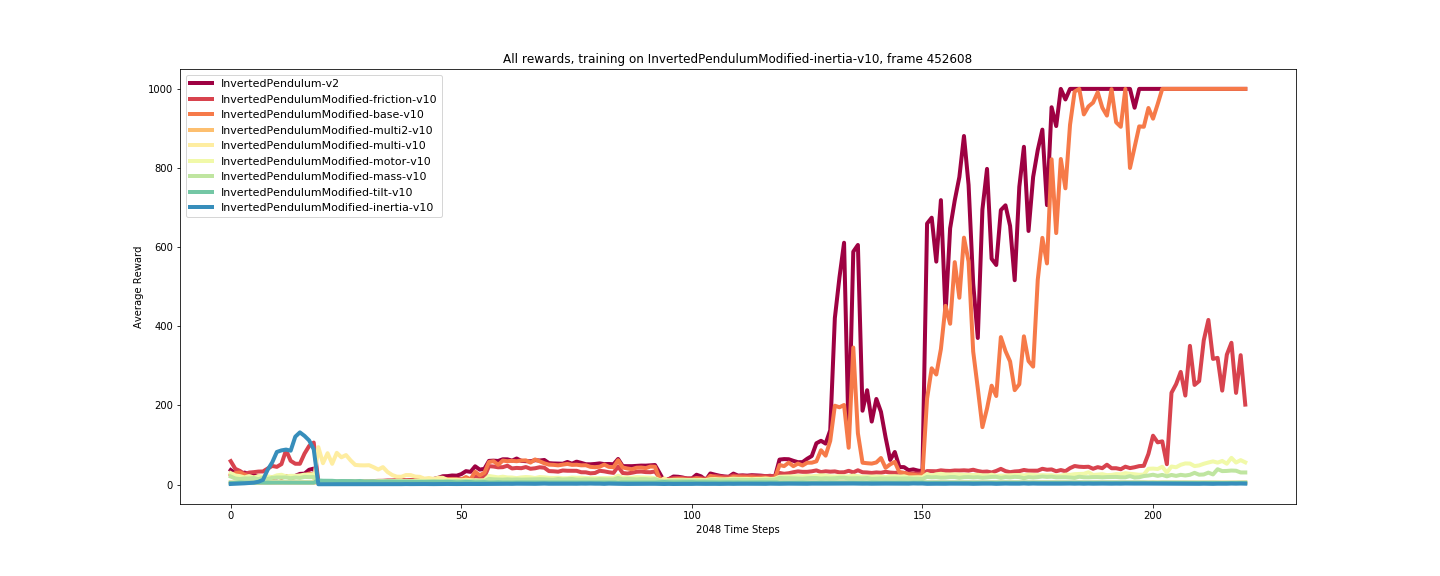 All rewards, training on InvertedPendulumModified-inertia-v10, frame 452608
InvertedPendulum-v2
InvertedPendulumModified-friction-v10
InvertedPendulumModified-base-v10
InvertedPendulumModified-multi2-v10
InvertedPendulumModified-multi-v10
InvertedPendulumModified-motor-v10
InvertedPendulumModified-mass-v10
InvertedPendulumModified-tilt-v10
InvertedPendulumModified-inertia-v10
1000
800
600
400
200
0
Average Reward
0 50 100 150 200
2048 Time Steps